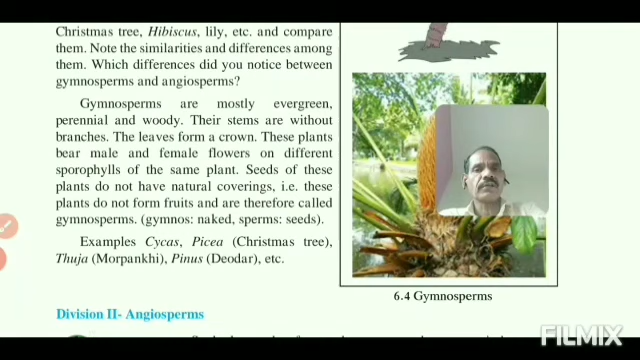 Christmas tree, Hibiscus, lily, etc. and compare
them. Note the similarities and differences among
them. Which differences did you notice between
gymnosperms and angiosperms?
Gymnosperms are mostly evergreen,
perennial and woody. Their stems are without
branches. The leaves form a crown. These plants
bear male and female flowers on different
sporophylls of the same plant. Seeds of these
plants do not have natural coverings, i.e. these
plants do not form fruits and are therefore called
gymnosperms. (gymnos: naked, sperms: seeds).
Examples Cycas, Picea (Christmas tree),
Thuja (Morpankhi), Pinus (Deodar), etc.
6.4 Gymnosperms
Division II- Angiosperms
FILMIX